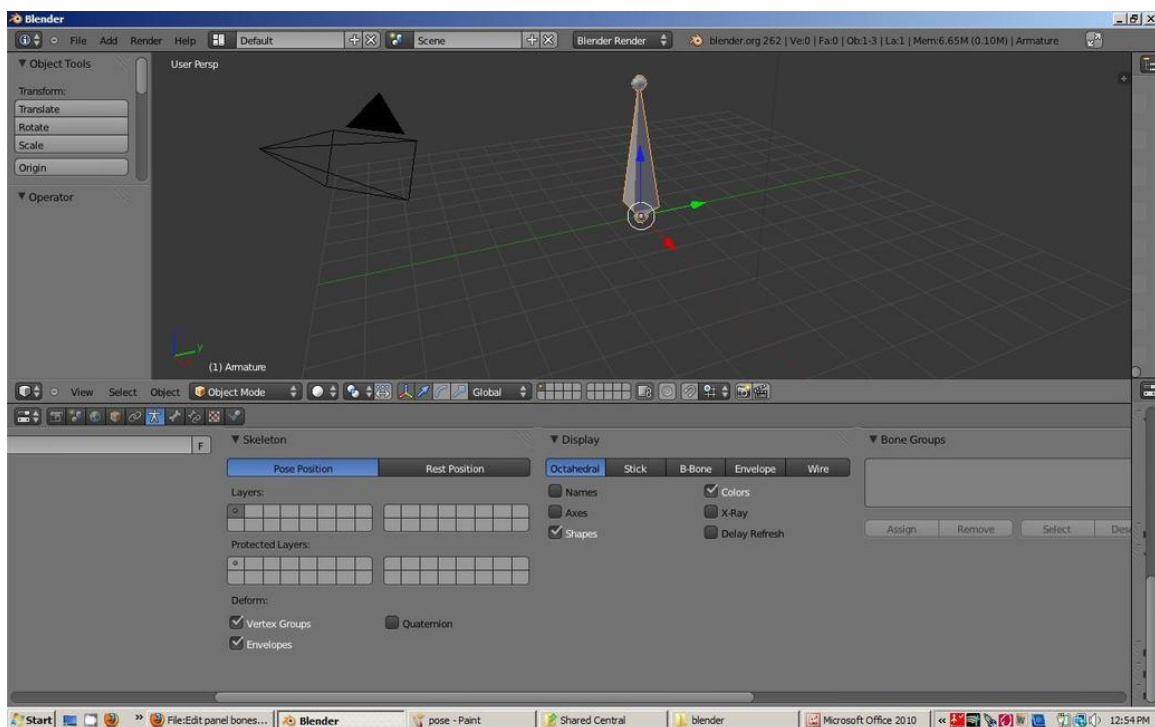 Blender
File Add Render Help Default Scene Blender Render blender.org 262 | Ve:0 | Fa:0 | Ob:1-3 | La:1 | Mem:6.65M (0.10M) | Armature
Object Tools
User Persp
Transform:
Translate
Rotate
Scale
Origin
Operator
y
(1) Armature
View Select Object Object Mode Global
F
Skeleton
Display
Bone Groups
Pose Position Rest Position
Octahedral Stick B-Bone Envelope Wire
Layers:
Names Colors
Axes X-Ray
Shapes Delay Refresh
Assign Remove Select
Protected Layers:
Deform:
Vertex Groups Quaternion
Envelopes
Start » File:Edit panel bones... Blender pose - Paint Shared Central blender Microsoft Office 2010 « 12:54 PM